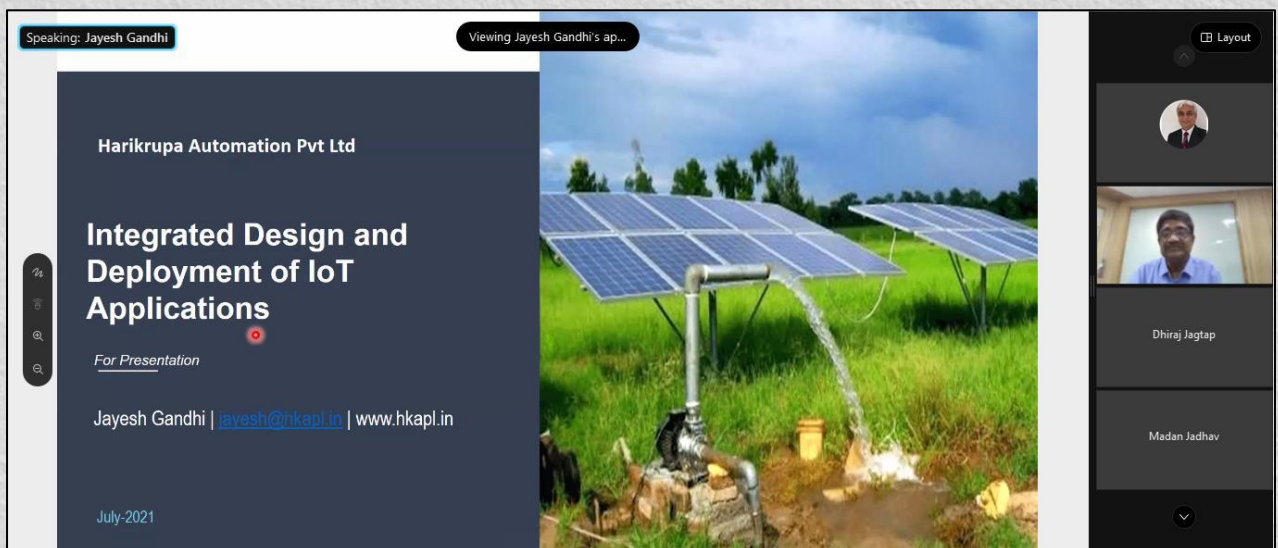 Speaking: Jayesh Gandhi
Viewing Jayesh Gandhi's ap...
Layout
Harikrupa Automation Pvt Ltd
Integrated Design and
Deployment of IoT
Applications
For Presentation
Jayesh Gandhi | jayesh@hkapl.in | www.hkapl.in
July-2021
Dhiraj Jagtap
Madan Jadhav